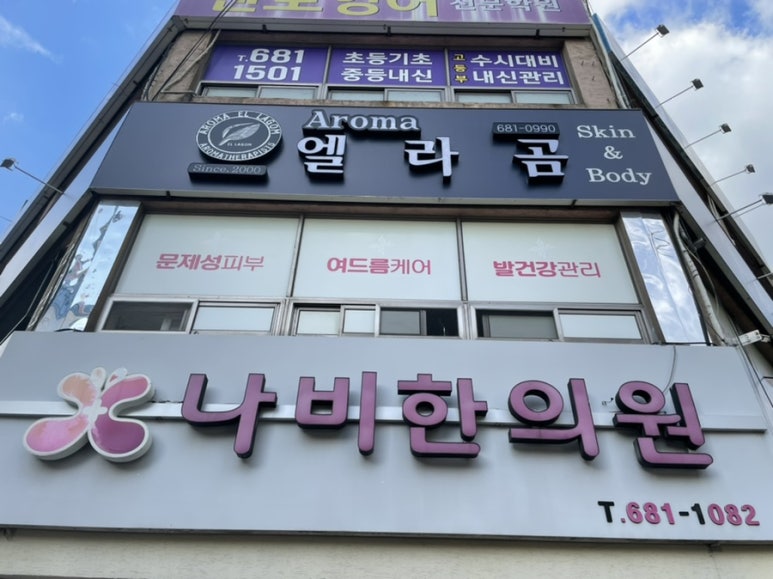 전문학원
T.681
1501
초등기초
중등내신
고등부
수시대비
내신관리
AROMA EL LAGOM
EL LAGOM
AROMATHERAPISTS
Since.2000
Aroma
681-0990
엘라곰
Skin
&
Body
문제성피부
여드름케어
발건강관리
나비한의원
T.681-1082